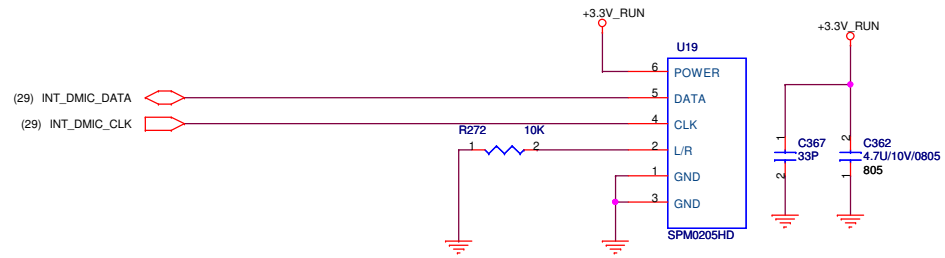 +3.3V_RUN
+3.3V_RUN
U19
6 POWER
(29) INT_DMIC_DATA 5 DATA
(29) INT_DMIC_CLK 4 CLK
R272 10K
1 2 2 L/R
1 GND
3 GND
SPM0205HD
1 2
C367 C362
33P 4.7U/10V/0805
805
2 1